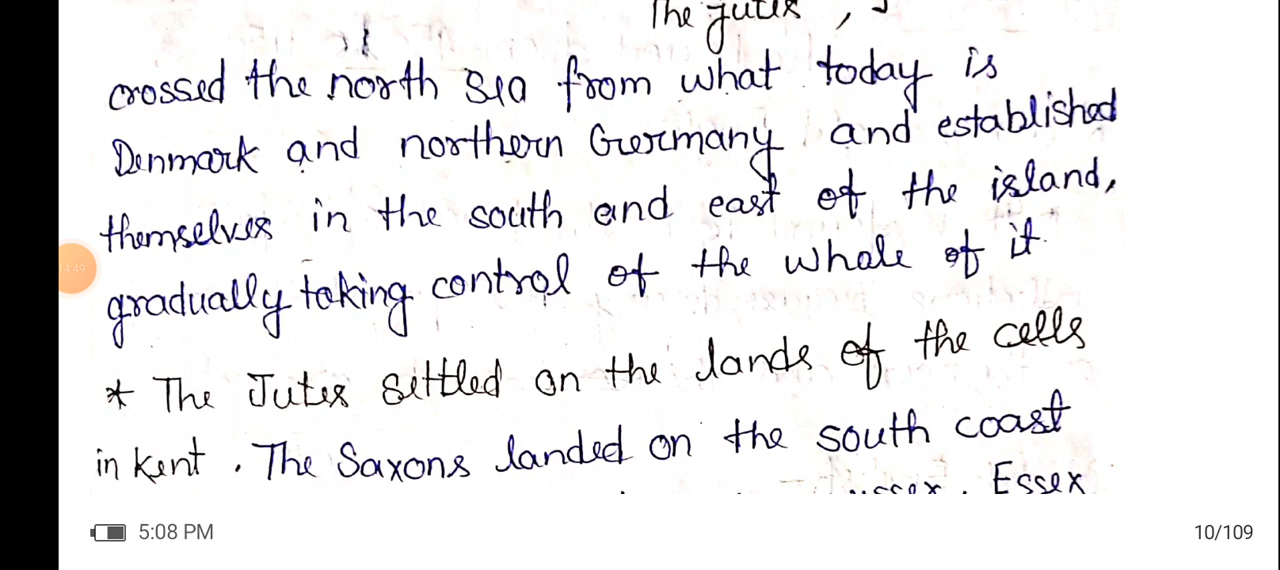 The Jutes ,
crossed the north sea from what today is
Denmark and northern Germany and established
themselves in the south and east of the island,
gradually taking control of the whole of it.
* The Jutes settled on the lands of the cells
in Kent . The Saxons landed on the south coast
Essex
14:49
5:08 PM
10/109